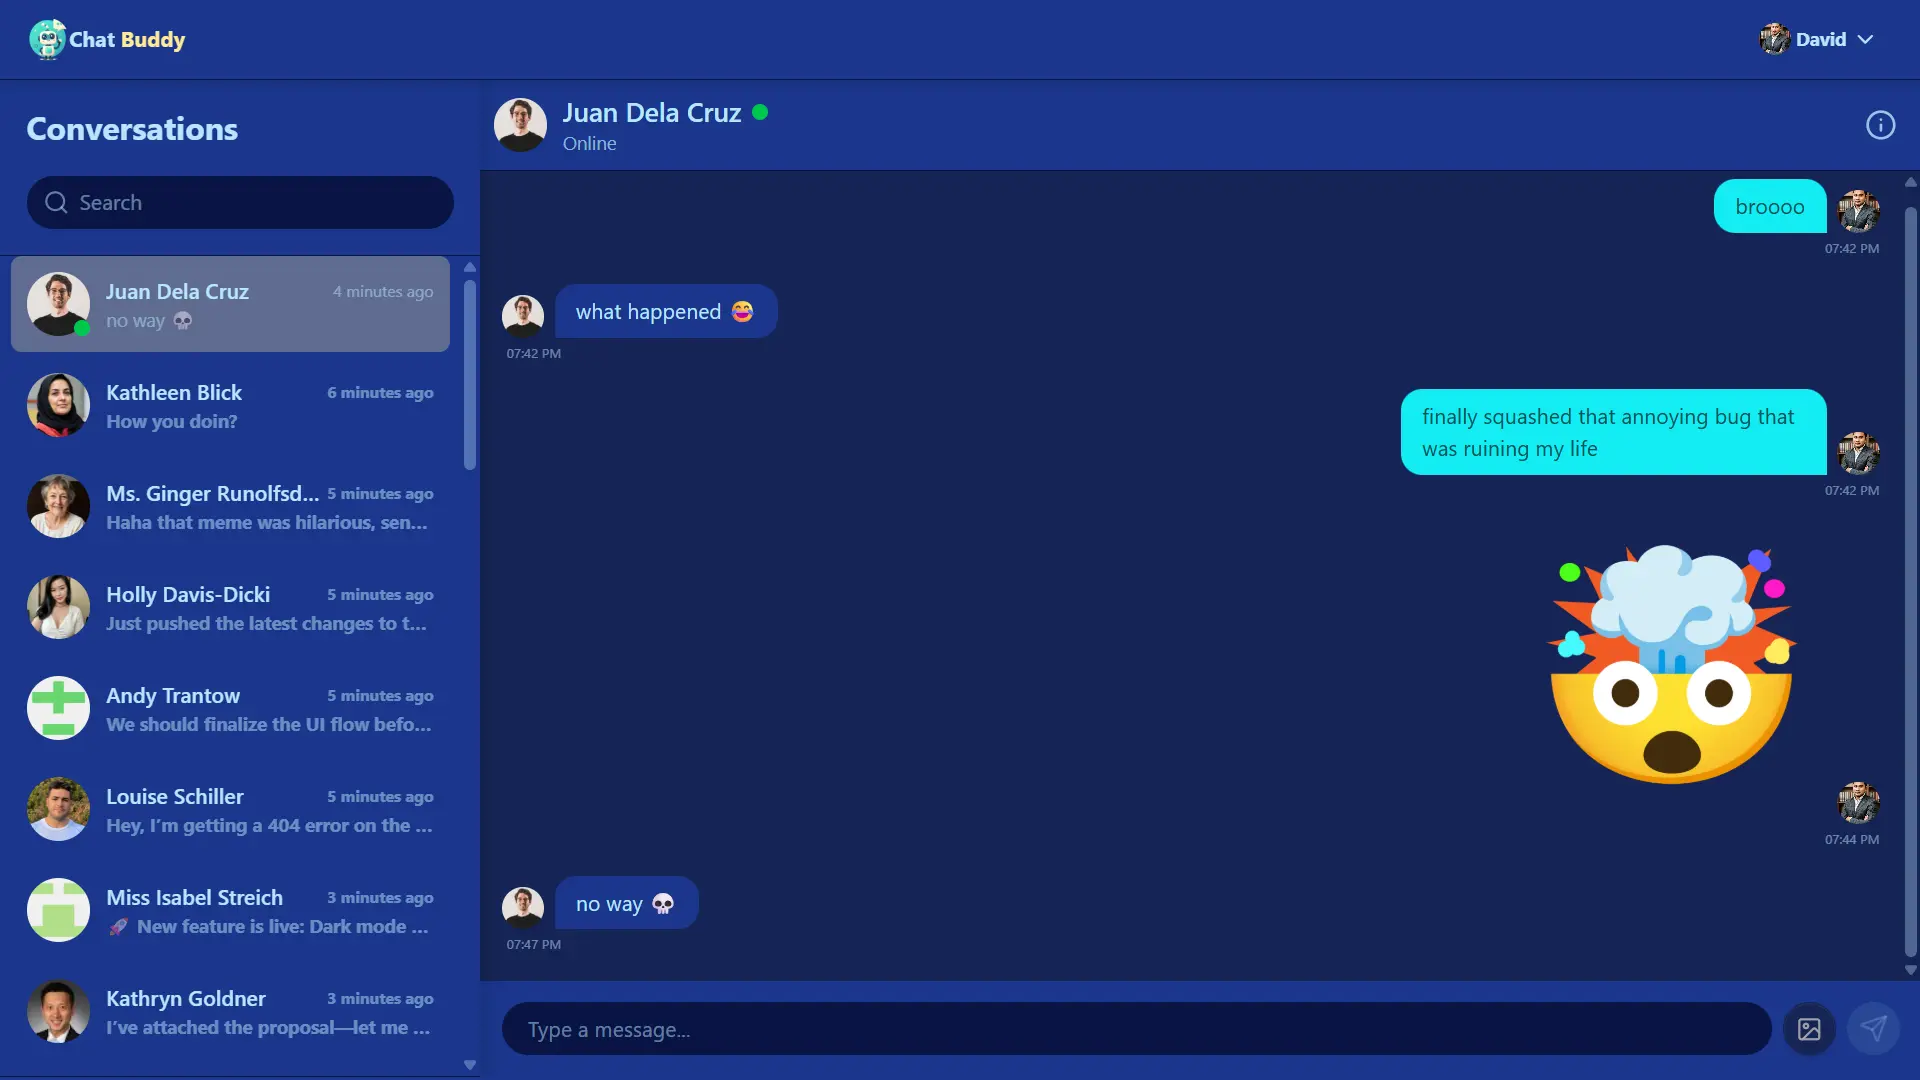 Chat Buddy
David
Conversations
Search
Juan Dela Cruz
4 minutes ago
no way 💀
Kathleen Blick
6 minutes ago
How you doin?
Ms. Ginger Runolfsd...
5 minutes ago
Haha that meme was hilarious, sen...
Holly Davis-Dicki
5 minutes ago
Just pushed the latest changes to t...
Andy Trantow
5 minutes ago
We should finalize the UI flow befo...
Louise Schiller
5 minutes ago
Hey, I’m getting a 404 error on the ...
Miss Isabel Streich
3 minutes ago
🚀 New feature is live: Dark mode ...
Kathryn Goldner
3 minutes ago
I’ve attached the proposal—let me ...
Juan Dela Cruz
Online
broooo
07:42 PM
what happened 😂
07:42 PM
finally squashed that annoying bug that
was ruining my life
07:42 PM
07:44 PM
no way 💀
07:47 PM
Type a message...